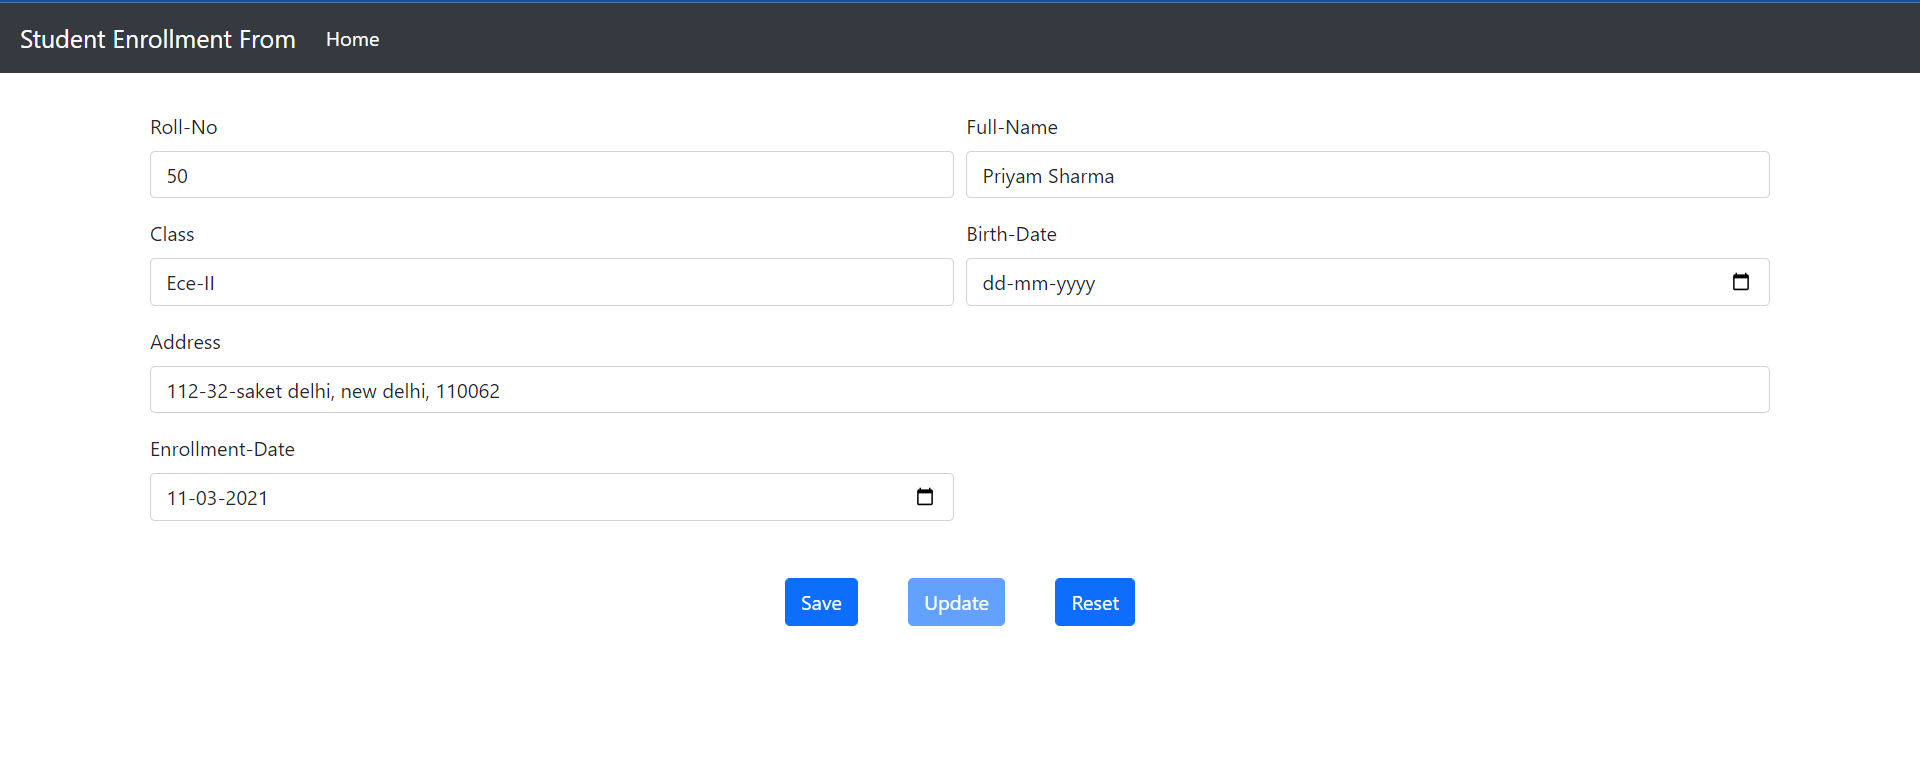 Student Enrollment From Home
Roll-No Full-Name
50 Priyam Sharma
Class Birth-Date
Ece-II dd-mm-yyyy
Address
112-32-saket delhi, new delhi, 110062
Enrollment-Date
11-03-2021
Save Update Reset